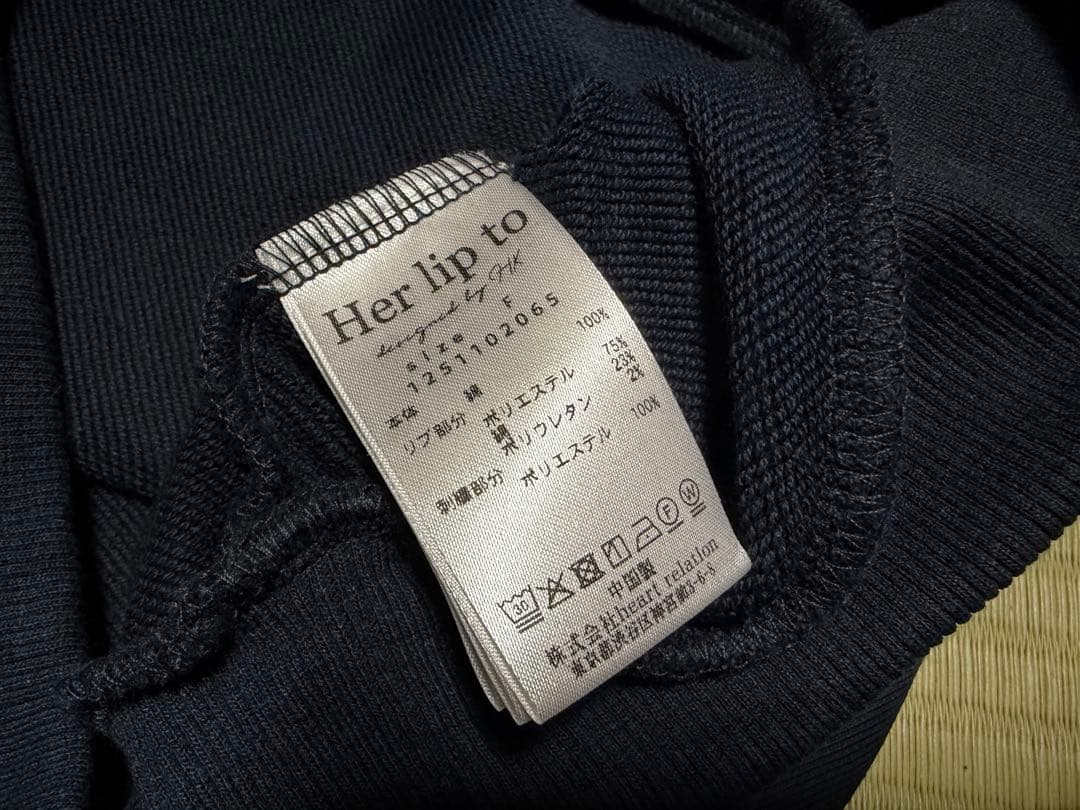 Her lip to
designed by HK
size F
1251102065
本体 綿 100%
リブ部分 ポリエステル 75%
綿 23%
ポリウレタン 2%
刺繍部分 ポリエステル 100%
30 F W
中国製
株式会社heart relation
東京都渋谷区神宮前3-6-8